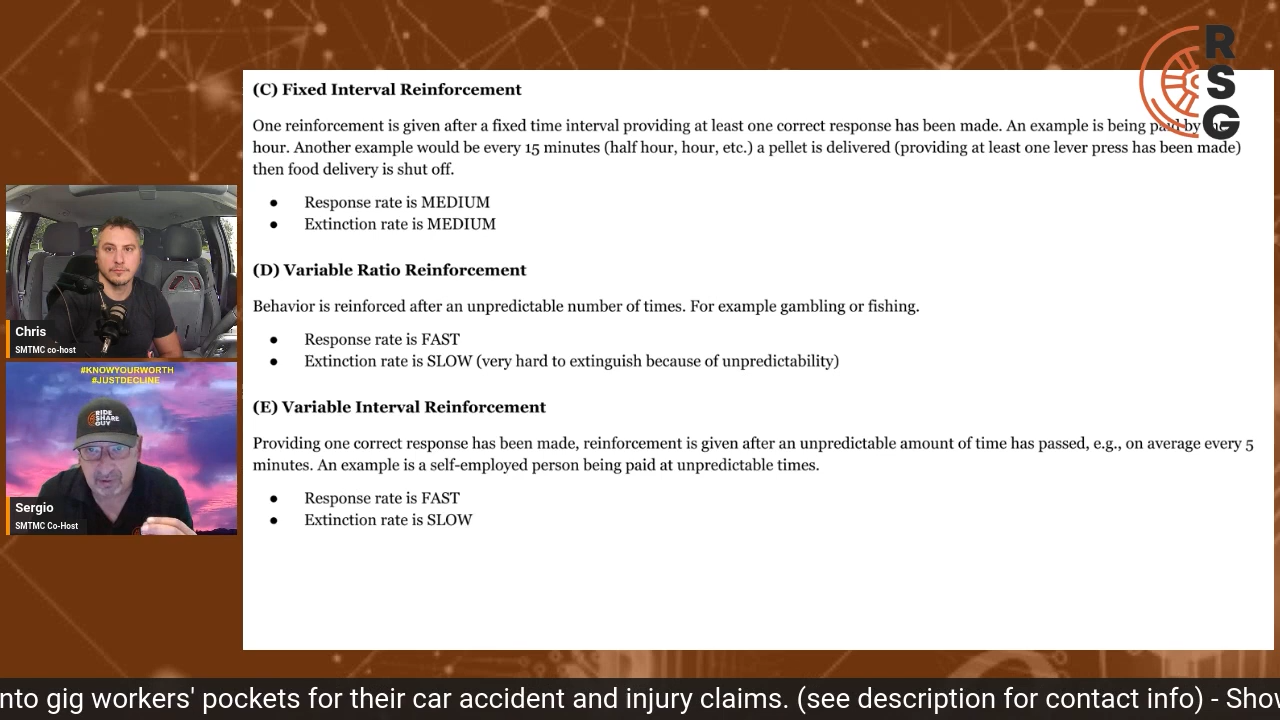 R
S
G
(C) Fixed Interval Reinforcement
One reinforcement is given after a fixed time interval providing at least one correct response has been made. An example is being paid by
hour. Another example would be every 15 minutes (half hour, hour, etc.) a pellet is delivered (providing at least one lever press has been made)
then food delivery is shut off.
● Response rate is MEDIUM
● Extinction rate is MEDIUM
(D) Variable Ratio Reinforcement
Behavior is reinforced after an unpredictable number of times. For example gambling or fishing.
● Response rate is FAST
● Extinction rate is SLOW (very hard to extinguish because of unpredictability)
(E) Variable Interval Reinforcement
Providing one correct response has been made, reinforcement is given after an unpredictable amount of time has passed, e.g., on average every 5
minutes. An example is a self-employed person being paid at unpredictable times.
● Response rate is FAST
● Extinction rate is SLOW
Chris
SMTMC co-host
#KNOWYOURWORTH
#JUSTDECLINE
RIDE
SHARE
GUY
Sergio
SMTMC Co-Host
nto gig workers' pockets for their car accident and injury claims. (see description for contact info) - Show